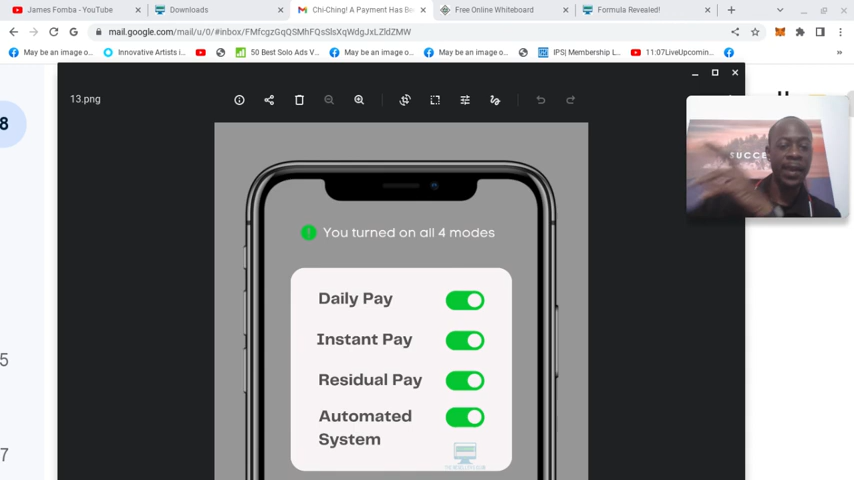 James Fomba - YouTube
Downloads
Chi-Ching! A Payment Has Be
Free Online Whiteboard
Formula Revealed!
mail.google.com/mail/u/0/#inbox/FMfcgzGqQSMhFQsSlsXqWdgJxLZldZMW
May be an image o...
Innovative Artists i...
50 Best Solo Ads V...
May be an image o...
May be an image o...
IPS| Membership L...
11:07LiveUpcomin...
8
13.png
SUCCE
You turned on all 4 modes
Daily Pay
Instant Pay
Residual Pay
Automated
System
5
7